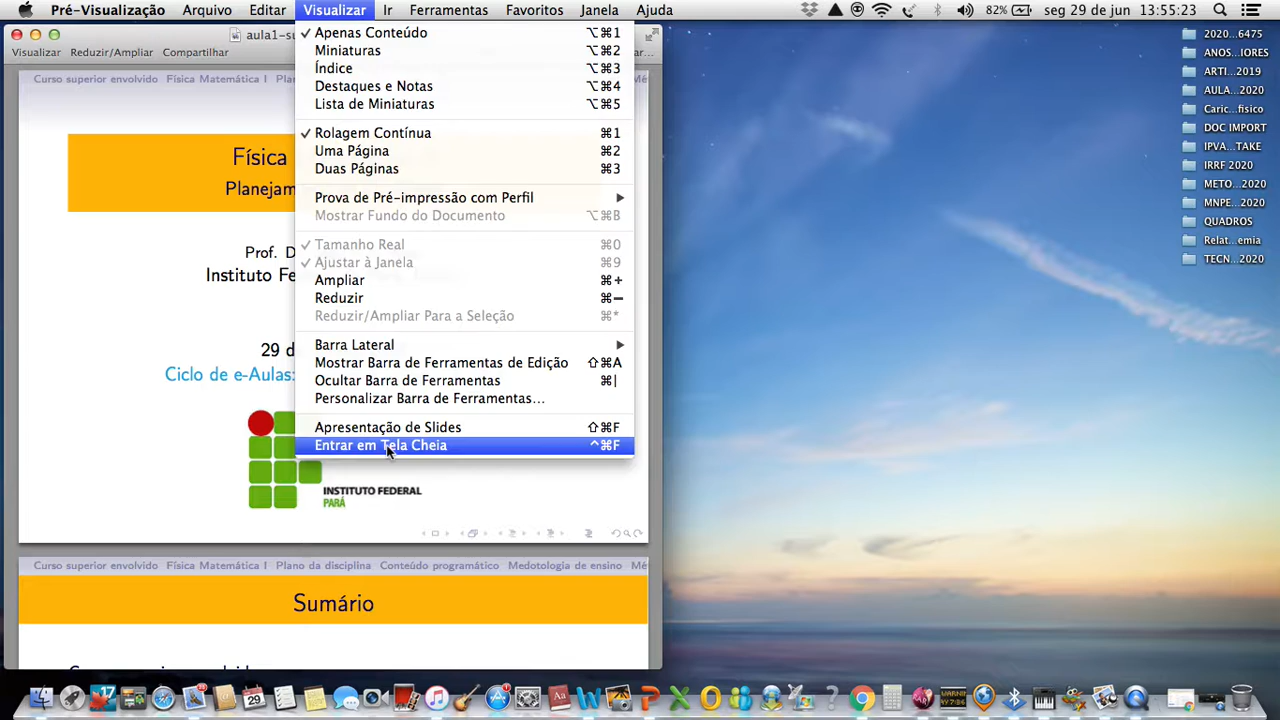 Pré-Visualização Arquivo Editar Visualizar Ir Ferramentas Favoritos Janela Ajuda 82% seg 29 de jun 13:55:23
aula1-su
Visualizar Reduzir/Ampliar Compartilhar
Curso superior envolvido Física Matemática I Pla
Física
Planejam
Prof. D
Instituto Fe
29 d
Ciclo de e-Aulas:
INSTITUTO FEDERAL
PARÁ
Apenas Conteúdo ⌥⌘1
Miniaturas ⌥⌘2
Índice ⌥⌘3
Destaques e Notas ⌥⌘4
Lista de Miniaturas ⌥⌘5
Rolagem Contínua ⌘1
Uma Página ⌘2
Duas Páginas ⌘3
Prova de Pré-impressão com Perfil
Mostrar Fundo do Documento ⌥⌘B
Tamanho Real ⌘0
Ajustar à Janela ⌘9
Ampliar ⌘+
Reduzir ⌘−
Reduzir/Ampliar Para a Seleção ⌘*
Barra Lateral
Mostrar Barra de Ferramentas de Edição ⇧⌘A
Ocultar Barra de Ferramentas ⌘|
Personalizar Barra de Ferramentas...
Apresentação de Slides ⇧⌘F
Entrar em Tela Cheia ^⌘F
Curso superior envolvido Física Matemática I Plano da disciplina Conteúdo programático Medotologia de ensino Mé
Sumário
2020...6475
ANOS...IORES
ARTI...2019
AULA...2020
Caric...fisico
DOC IMPORT
IPVA...TAKE
IRRF 2020
METO...2020
MNPE...2020
QUADROS
Relat...emia
TECN...2020